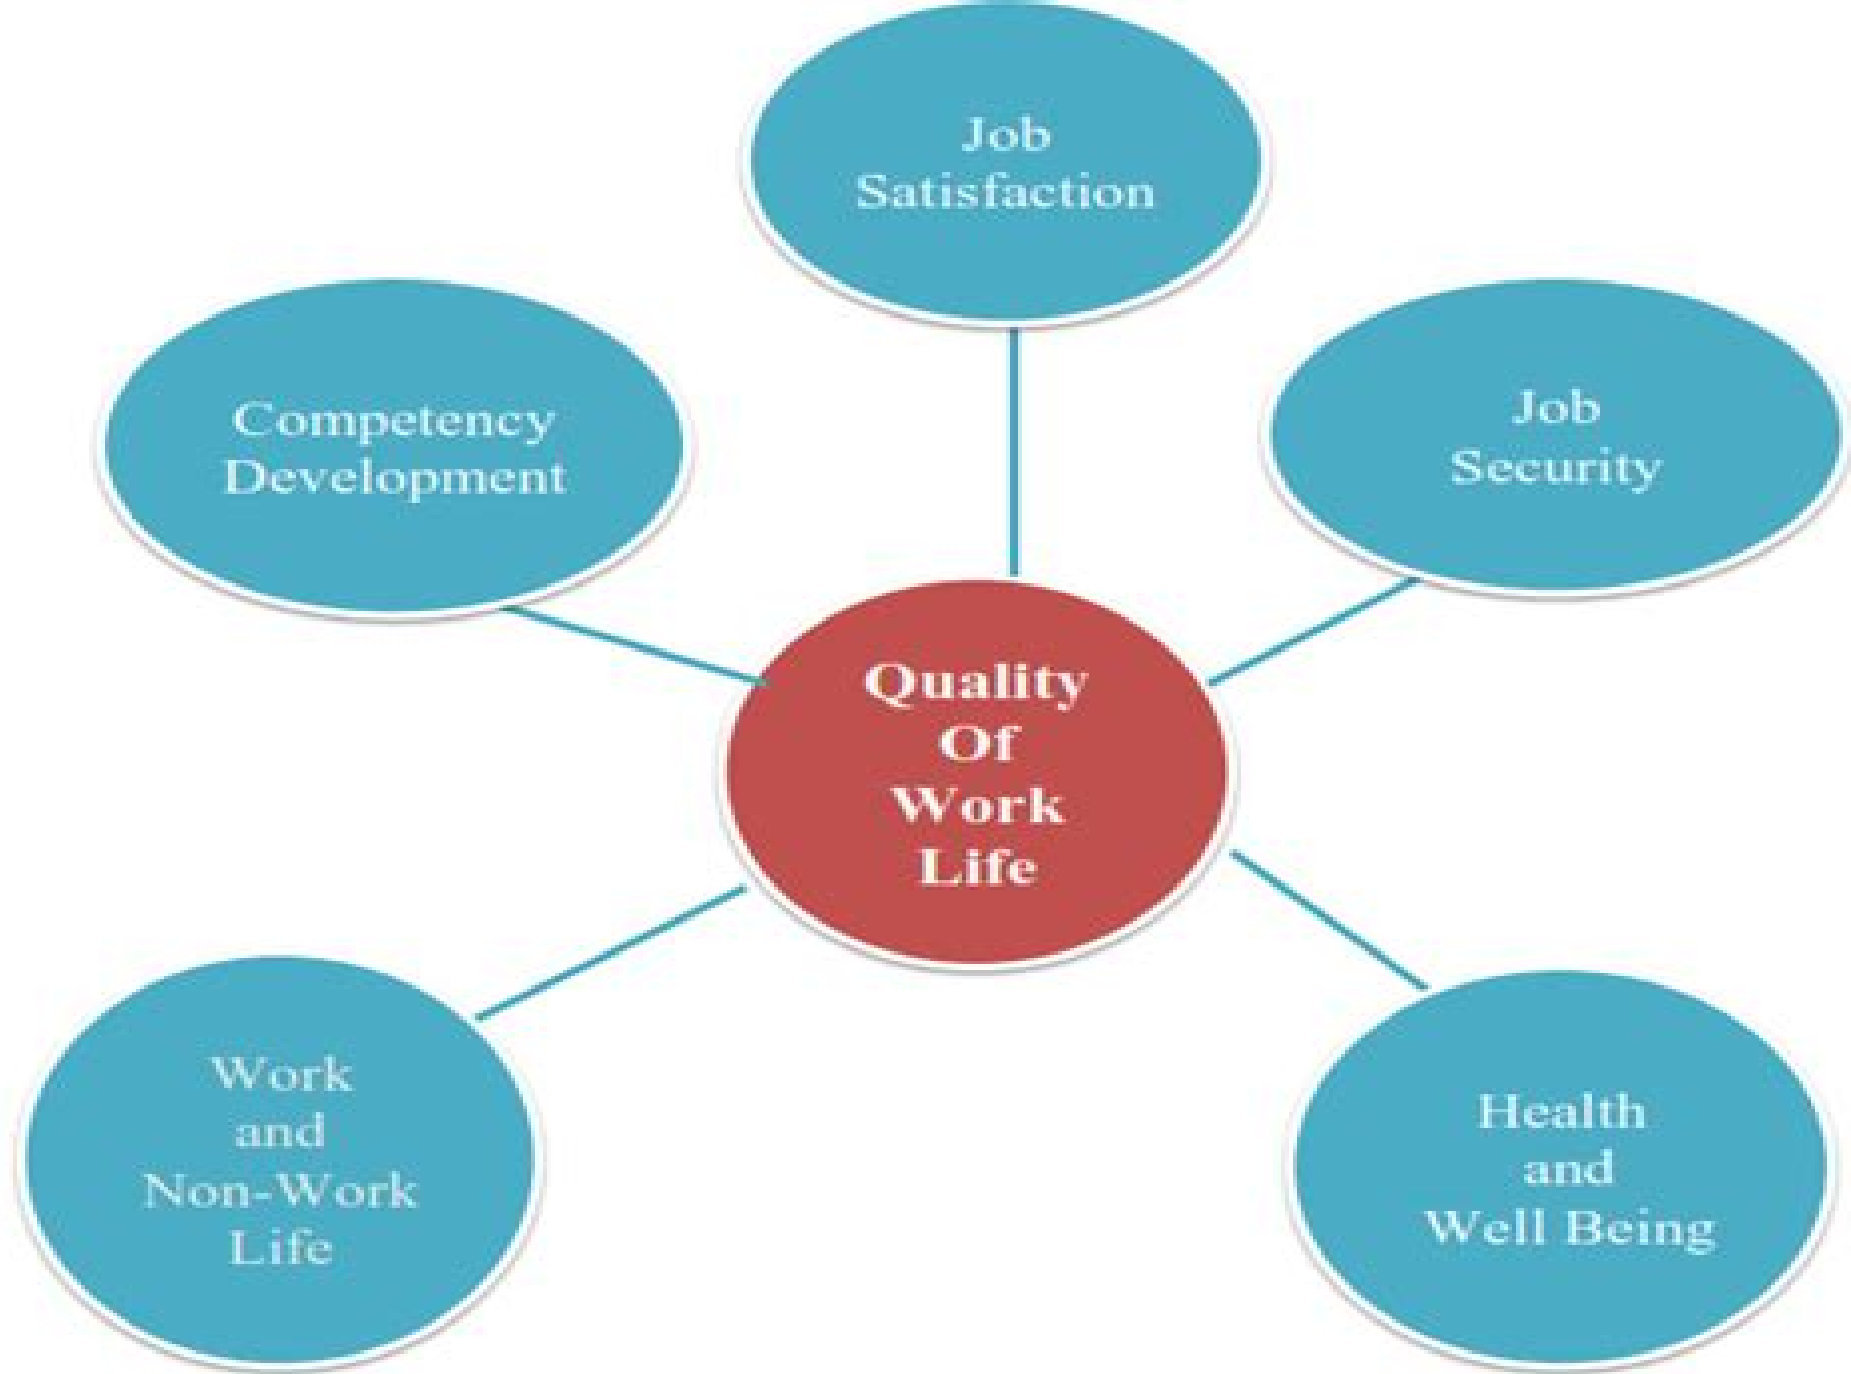 Job
Satisfaction
Competency
Development
Job
Security
Quality
Of
Work
Life
Work
and
Non-Work
Life
Health
and
Well Being